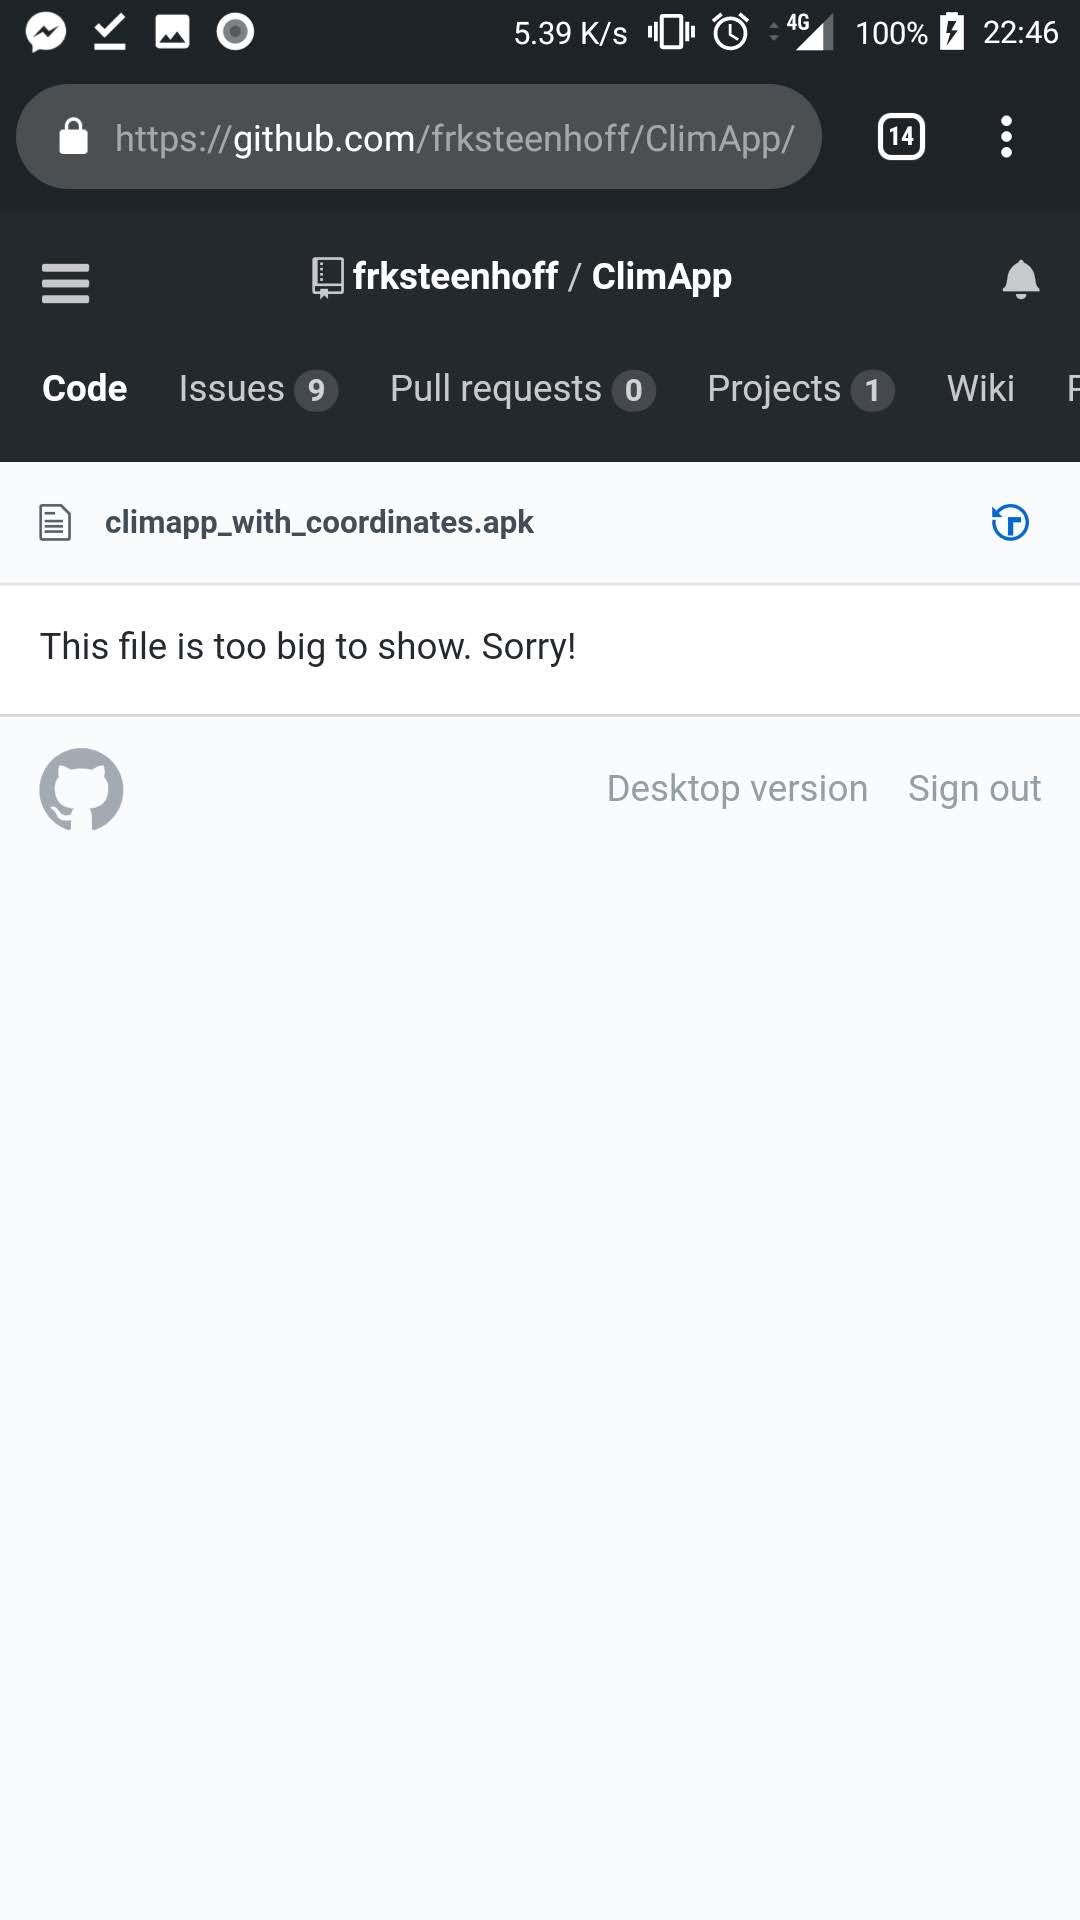 5.39 K/s 4G 100% 22:46
https://github.com/frksteenhoff/ClimApp/
14
frksteenhoff / ClimApp
Code Issues 9 Pull requests 0 Projects 1 Wiki
climapp_with_coordinates.apk
This file is too big to show. Sorry!
Desktop version Sign out